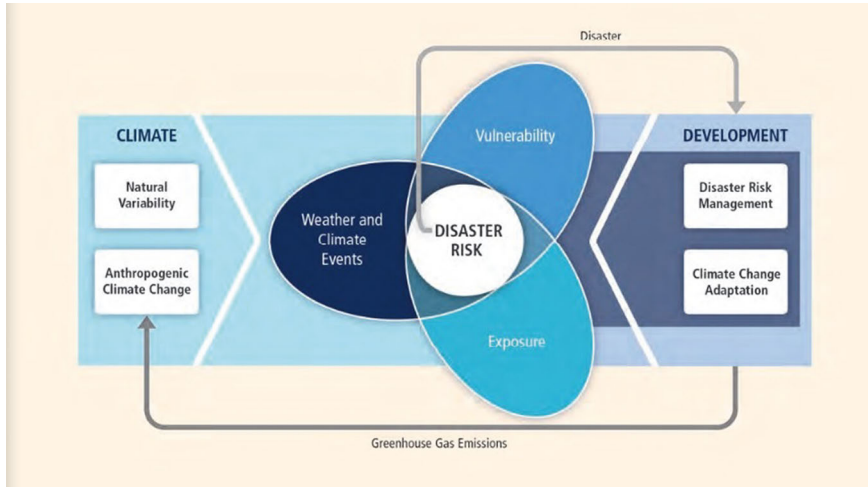 Disaster
CLIMATE
Natural
Variability
Anthropogenic
Climate Change
Vulnerability
Weather and
Climate
Events
DISASTER
RISK
Exposure
DEVELOPMENT
Disaster Risk
Management
Climate Change
Adaptation
Greenhouse Gas Emissions